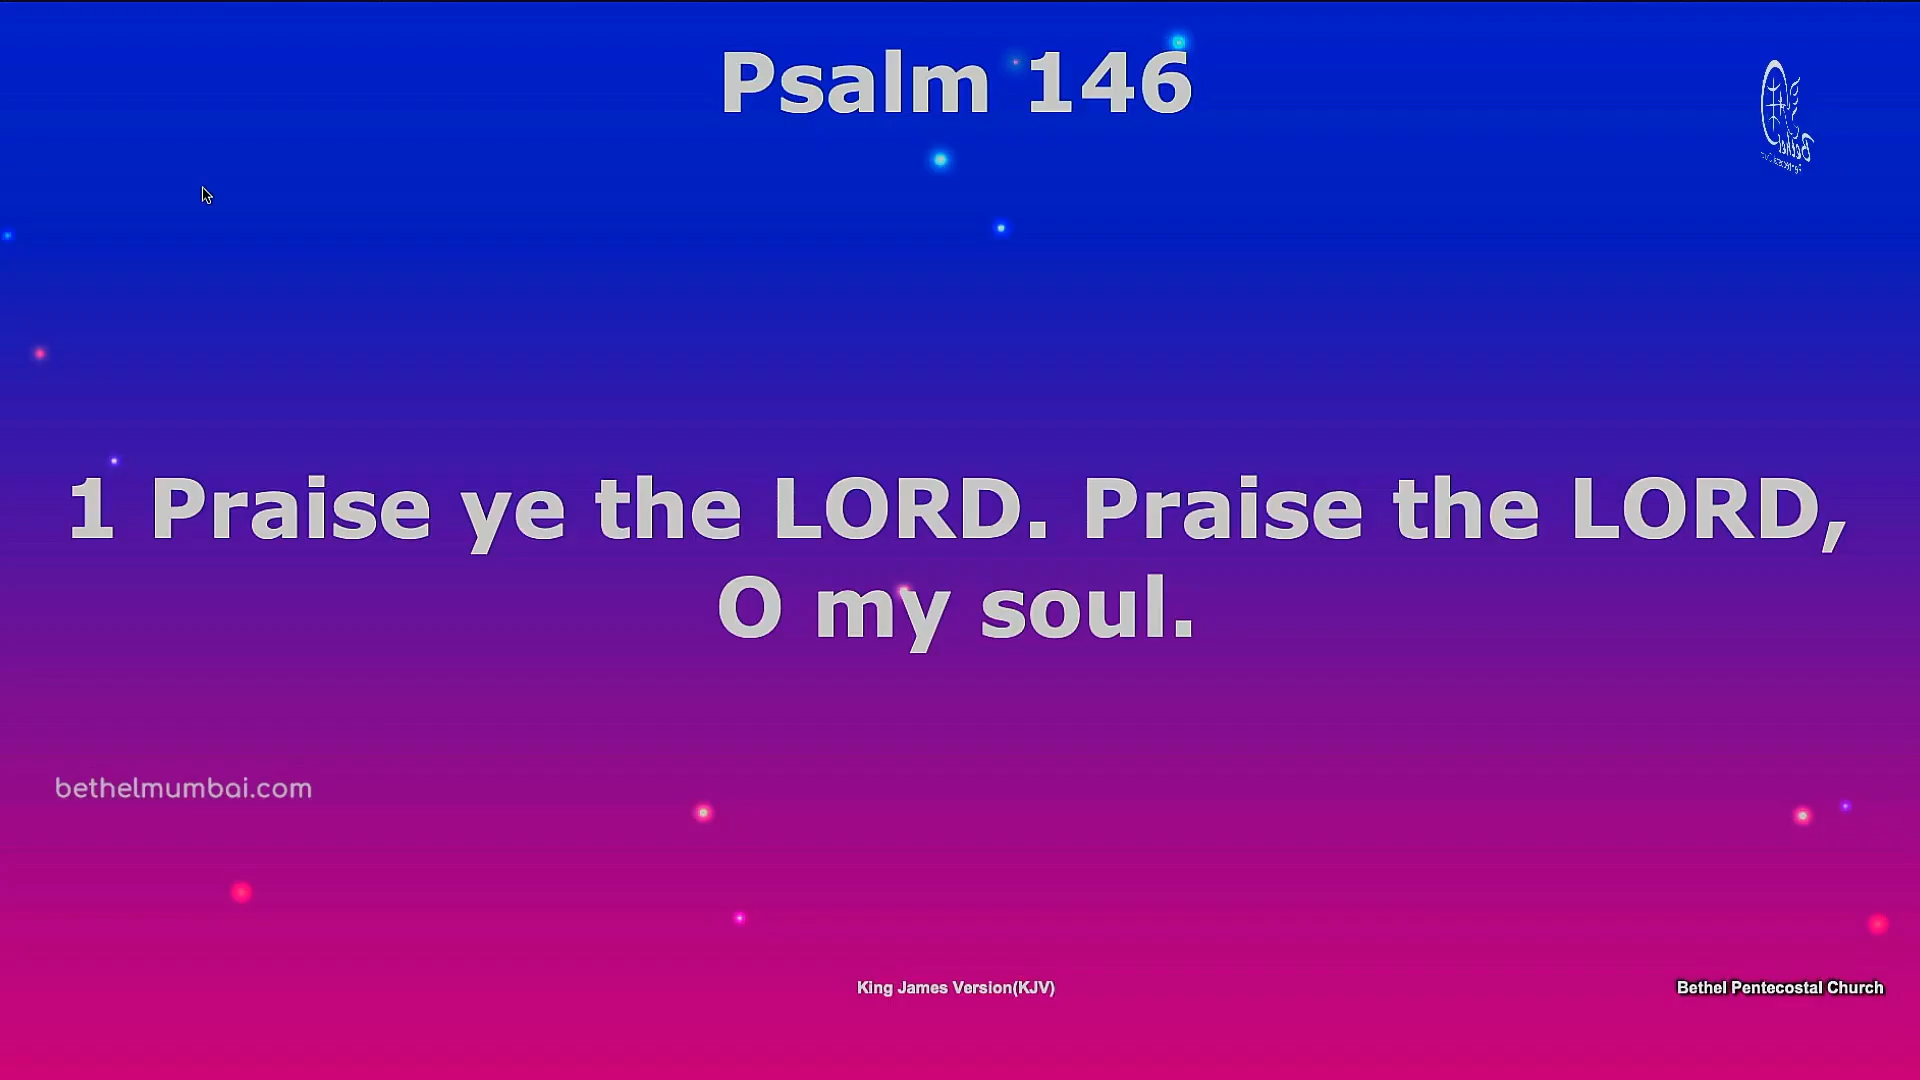 Psalm 146
1 Praise ye the LORD. Praise the LORD,
O my soul.
bethelmumbai.com
King James Version(KJV)
Bethel Pentecostal Church